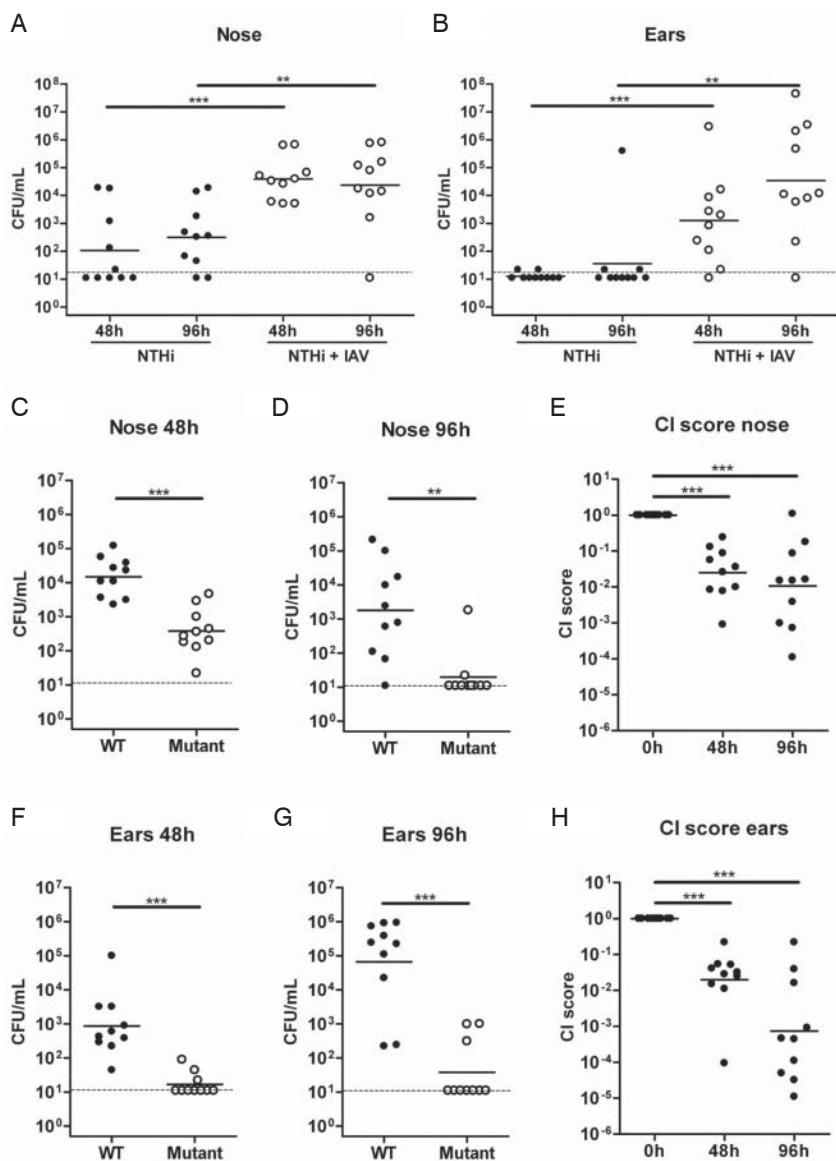 A
Nose
CFU/mL
10⁸
10⁷
10⁶
10⁵
10⁴
10³
10²
10¹
10⁰
***
**
48h 96h 48h 96h
NTHi NTHi + IAV
B
Ears
CFU/mL
10⁸
10⁷
10⁶
10⁵
10⁴
10³
10²
10¹
10⁰
***
**
48h 96h 48h 96h
NTHi NTHi + IAV
C
Nose 48h
CFU/mL
10⁷
10⁶
10⁵
10⁴
10³
10²
10¹
10⁰
***
WT Mutant
D
Nose 96h
CFU/mL
10⁷
10⁶
10⁵
10⁴
10³
10²
10¹
10⁰
**
WT Mutant
E
CI score nose
CI score
10¹
10⁰
10⁻¹
10⁻²
10⁻³
10⁻⁴
10⁻⁵
10⁻⁶
***
***
0h 48h 96h
F
Ears 48h
CFU/mL
10⁷
10⁶
10⁵
10⁴
10³
10²
10¹
10⁰
***
WT Mutant
G
Ears 96h
CFU/mL
10⁷
10⁶
10⁵
10⁴
10³
10²
10¹
10⁰
***
WT Mutant
H
CI score ears
CI score
10¹
10⁰
10⁻¹
10⁻²
10⁻³
10⁻⁴
10⁻⁵
10⁻⁶
***
***
0h 48h 96h